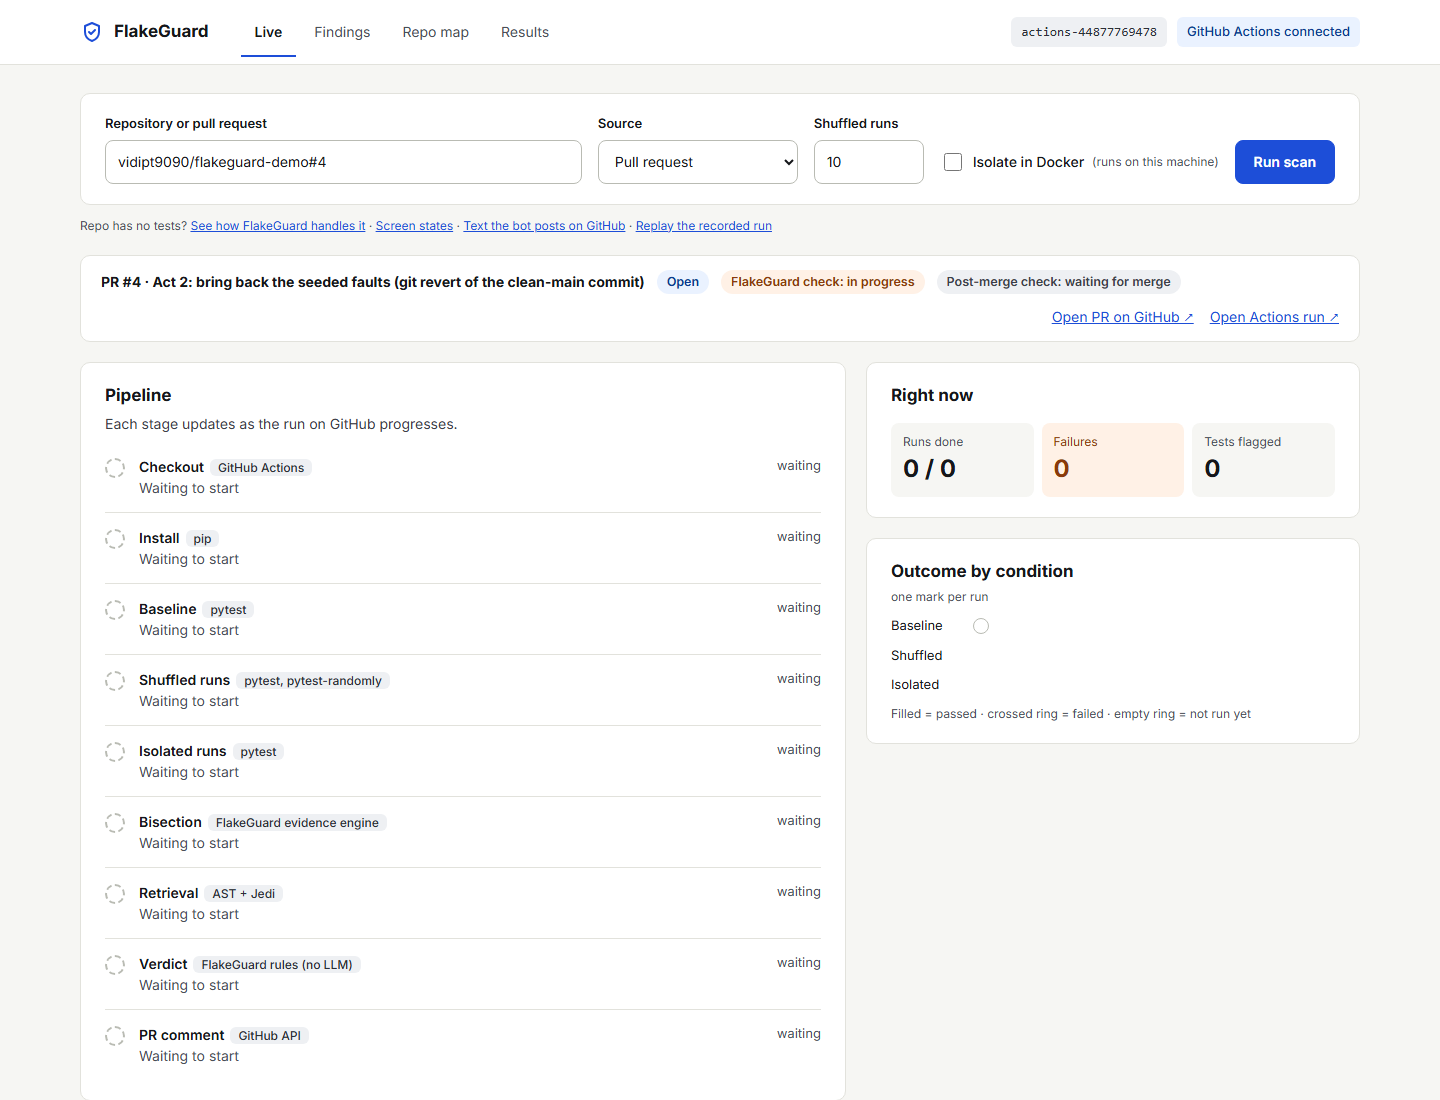 FlakeGuard
Live
Findings
Repo map
Results
actions-44877769478
GitHub Actions connected
Repository or pull request
Source
Shuffled runs
vidipt9090/flakeguard-demo#4
Pull request
10
Isolate in Docker (runs on this machine)
Run scan
Repo has no tests? See how FlakeGuard handles it · Screen states · Text the bot posts on GitHub · Replay the recorded run
PR #4 · Act 2: bring back the seeded faults (git revert of the clean-main commit)
Open
FlakeGuard check: in progress
Post-merge check: waiting for merge
Open PR on GitHub ↗
Open Actions run ↗
Pipeline
Each stage updates as the run on GitHub progresses.
Checkout GitHub Actions
waiting
Waiting to start
Install pip
waiting
Waiting to start
Baseline pytest
waiting
Waiting to start
Shuffled runs pytest, pytest-randomly
waiting
Waiting to start
Isolated runs pytest
waiting
Waiting to start
Bisection FlakeGuard evidence engine
waiting
Waiting to start
Retrieval AST + Jedi
waiting
Waiting to start
Verdict FlakeGuard rules (no LLM)
waiting
Waiting to start
PR comment GitHub API
waiting
Waiting to start
Right now
Runs done
0 / 0
Failures
0
Tests flagged
0
Outcome by condition
one mark per run
Baseline
Shuffled
Isolated
Filled = passed · crossed ring = failed · empty ring = not run yet